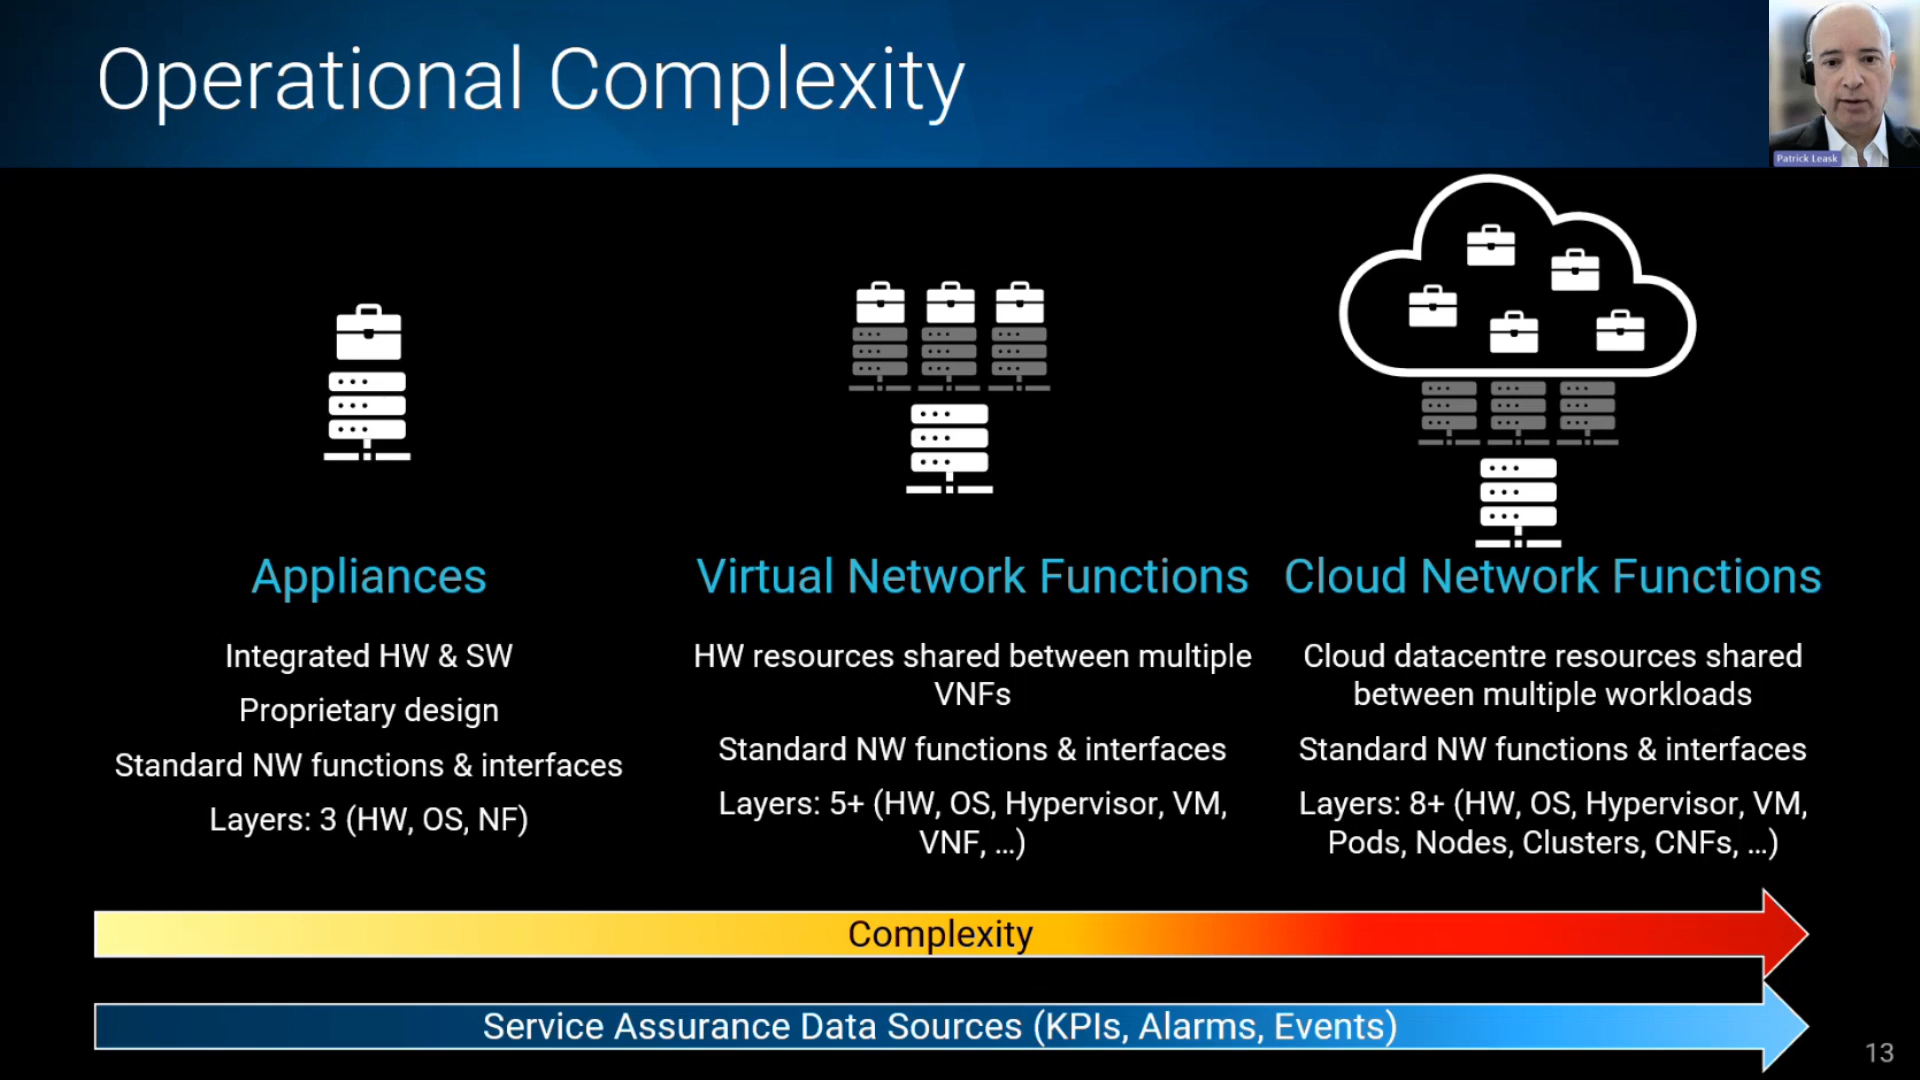 Operational Complexity
Patrick Leask
Appliances
Integrated HW & SW
Proprietary design
Standard NW functions & interfaces
Layers: 3 (HW, OS, NF)
Virtual Network Functions
HW resources shared between multiple
VNFs
Standard NW functions & interfaces
Layers: 5+ (HW, OS, Hypervisor, VM,
VNF, ...)
Cloud Network Functions
Cloud datacentre resources shared
between multiple workloads
Standard NW functions & interfaces
Layers: 8+ (HW, OS, Hypervisor, VM,
Pods, Nodes, Clusters, CNFs, ...)
Complexity
Service Assurance Data Sources (KPIs, Alarms, Events)
13